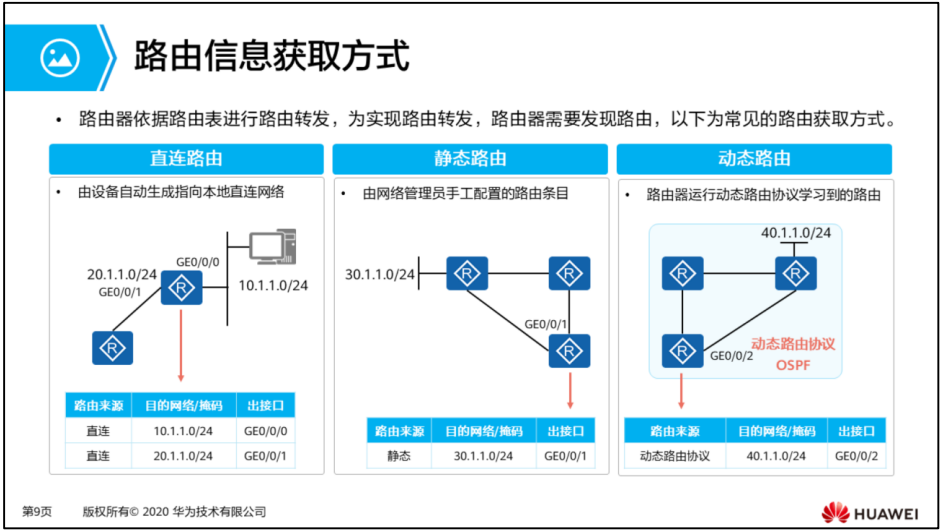 路由信息获取方式
• 路由器依据路由表进行路由转发，为实现路由转发，路由器需要发现路由，以下为常见的路由获取方式。
直连路由
• 由设备自动生成指向本地直连网络
GE0/0/0
20.1.1.0/24
GE0/0/1
10.1.1.0/24
R
R
路由来源 目的网络/掩码 出接口
直连 10.1.1.0/24 GE0/0/0
直连 20.1.1.0/24 GE0/0/1
静态路由
• 由网络管理员手工配置的路由条目
30.1.1.0/24
R
R
GE0/0/1
R
路由来源 目的网络/掩码 出接口
静态 30.1.1.0/24 GE0/0/1
动态路由
• 路由器运行动态路由协议学习到的路由
40.1.1.0/24
R
R
R
GE0/0/2
动态路由协议
OSPF
路由来源 目的网络/掩码 出接口
动态路由协议 40.1.1.0/24 GE0/0/2
第9页 版权所有© 2020 华为技术有限公司
HUAWEI